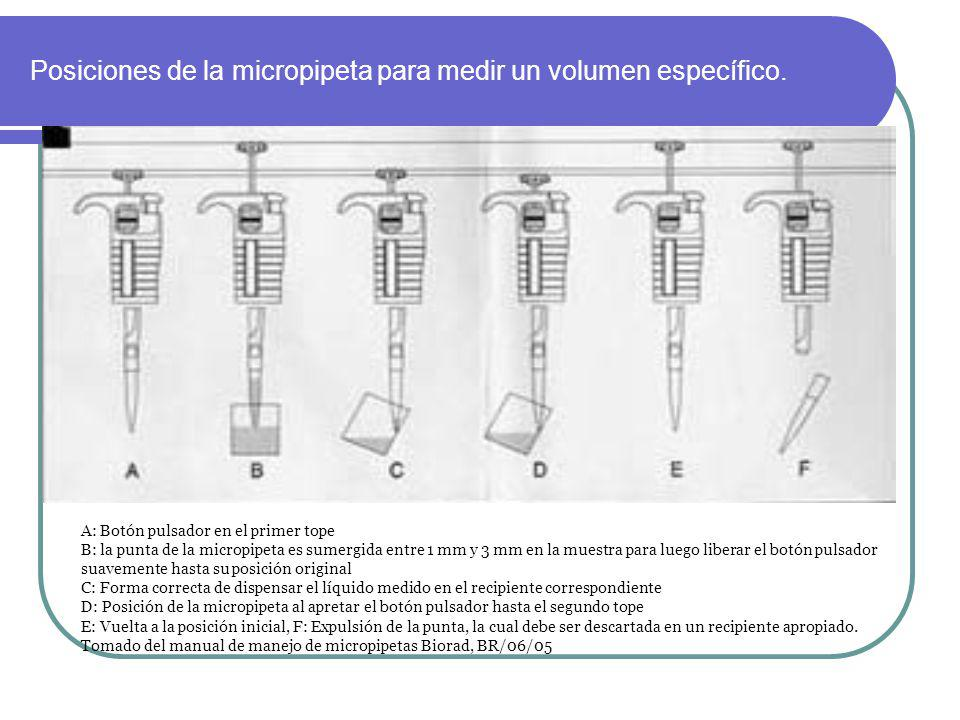 Posiciones de la micropipeta para medir un volumen específico.
A B C D E F
A: Botón pulsador en el primer tope
B: la punta de la micropipeta es sumergida entre 1 mm y 3 mm en la muestra para luego liberar el botón pulsador
suavemente hasta su posición original
C: Forma correcta de dispensar el líquido medido en el recipiente correspondiente
D: Posición de la micropipeta al apretar el botón pulsador hasta el segundo tope
E: Vuelta a la posición inicial, F: Expulsión de la punta, la cual debe ser descartada en un recipiente apropiado.
Tomado del manual de manejo de micropipetas Biorad, BR/06/05